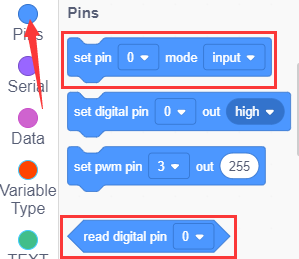 Pins
Pins
set pin 0 mode input
Serial
set digital pin 0 out high
Data
set pwm pin 3 out 255
Variable
Type
read digital pin 0
TEXT